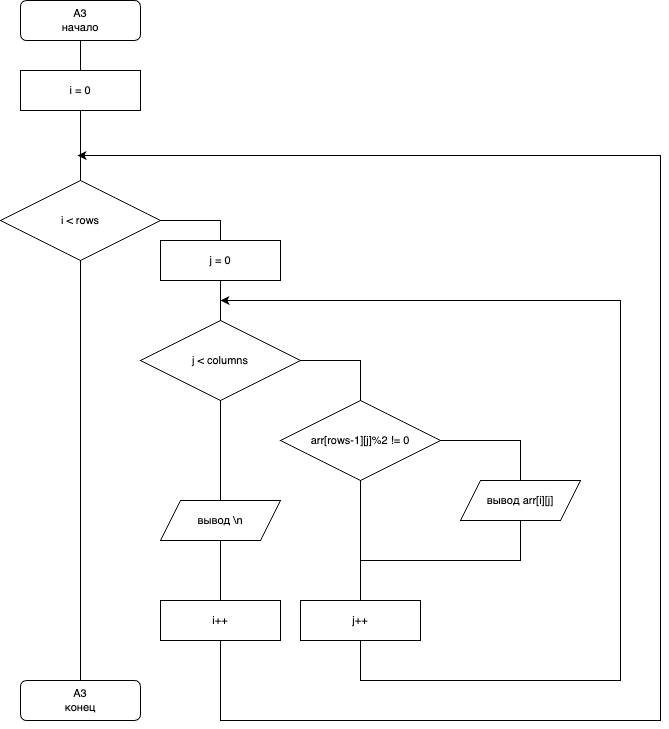 А3
начало
i = 0
i < rows
j = 0
j < columns
arr[rows-1][j]%2 != 0
вывод arr[i][j]
вывод \n
i++
j++
А3
конец